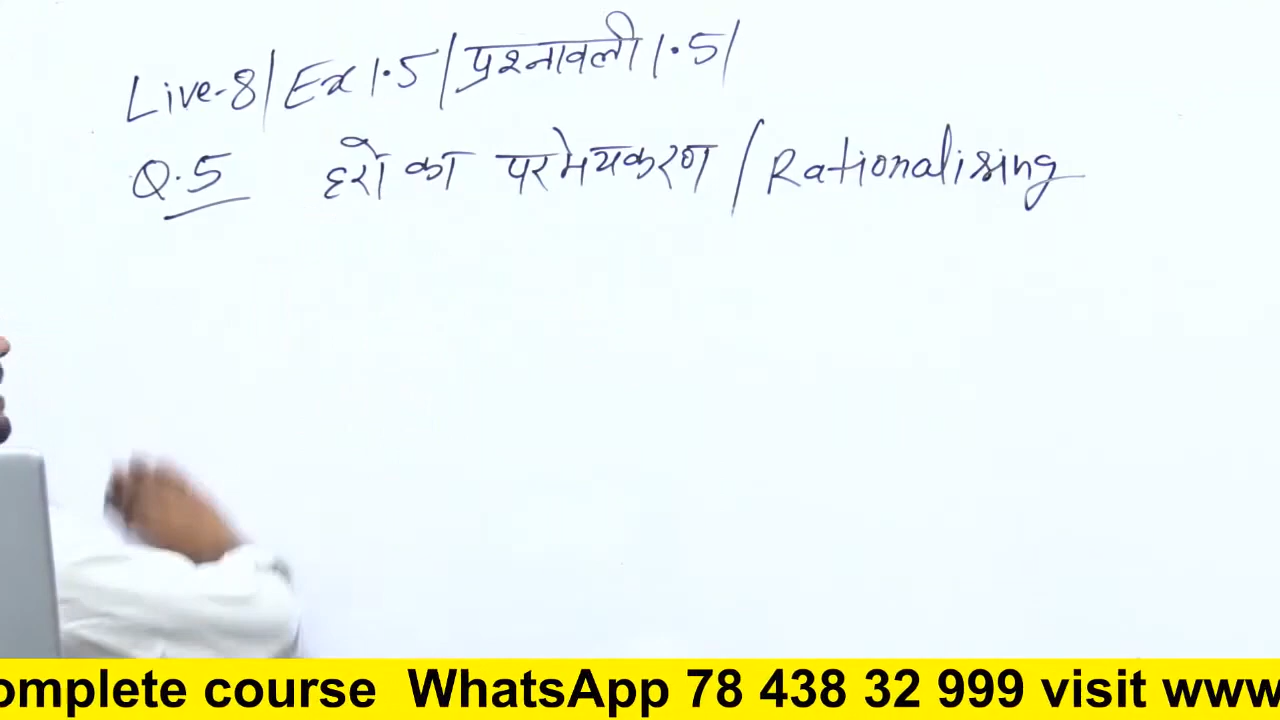 Live-8/ Ex 1.5/ प्रश्नावली 1.5/
Q.5 हरों का परमेयकरण / Rationalising
omplete course WhatsApp 78 438 32 999 visit www